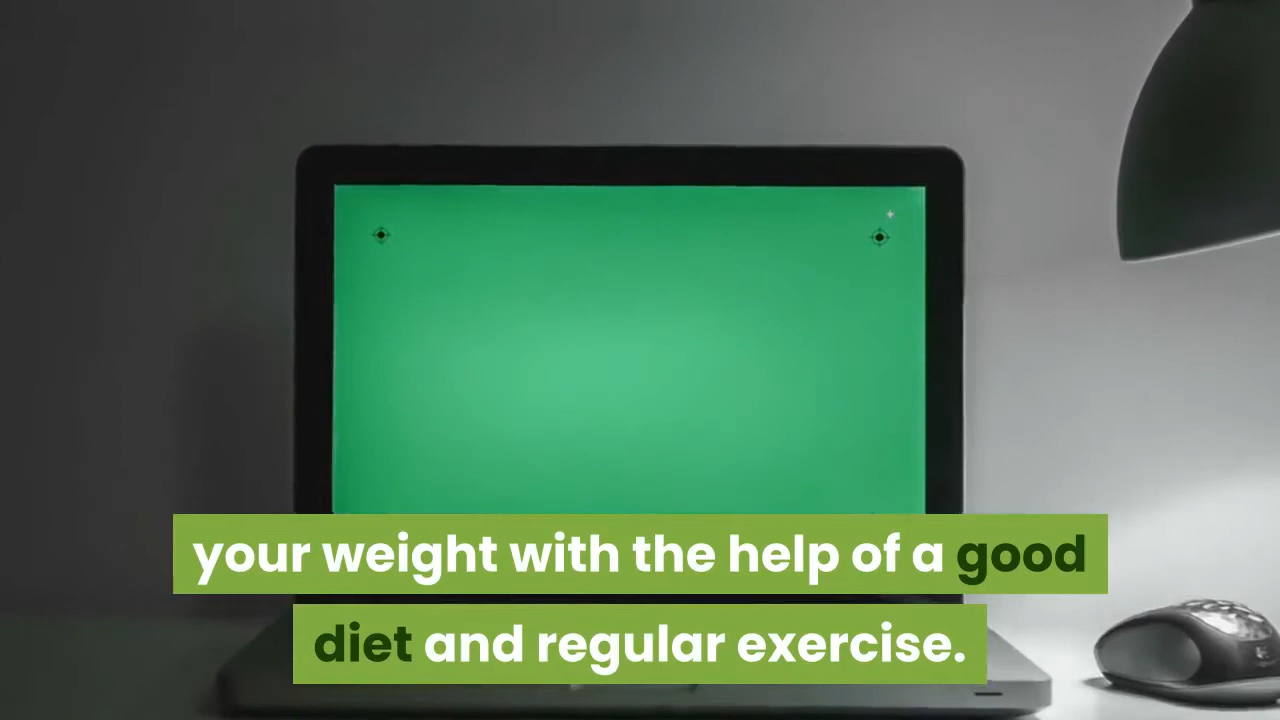 your weight with the help of a good
diet and regular exercise.